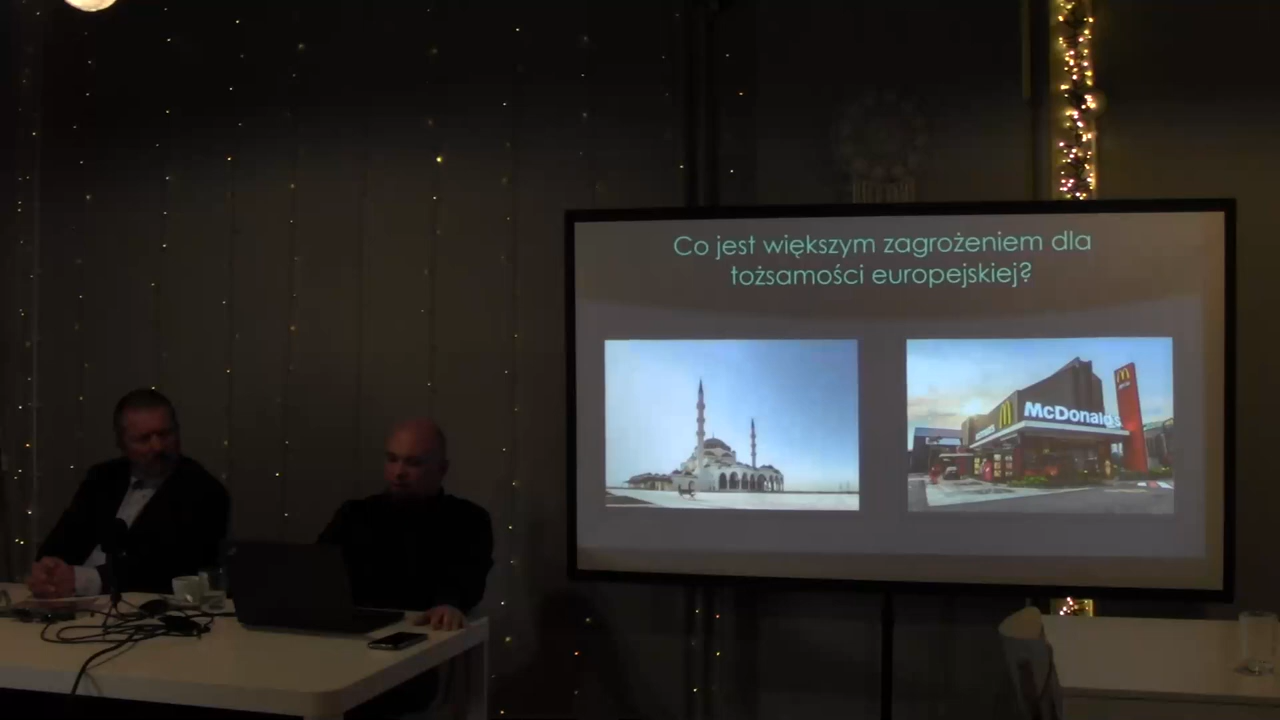 Co jest większym zagrożeniem dla
tożsamości europejskiej?
McDonald's